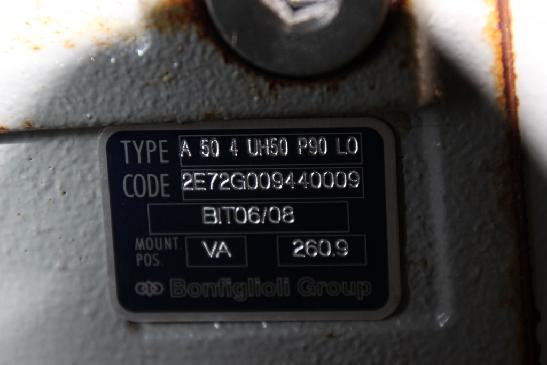 TYPE A 50 4 UH50 P90 LO
CODE 2E72G009440009
BIT06/08
MOUNT. POS. VA 260.9
Bonfiglioli Group